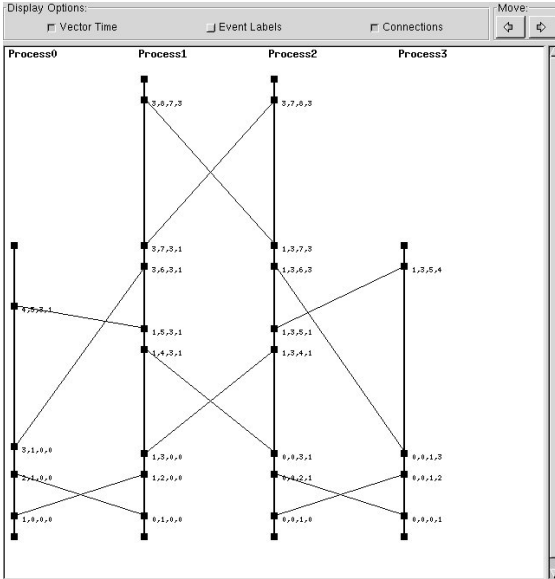 Display Options: Move:
Vector Time Event Labels Connections
Process0 Process1 Process2 Process3
3,8,7,3 3,7,8,3
3,7,3,1 1,3,7,3
3,6,3,1 1,3,6,3 1,3,5,4
4,5,3,1
1,5,3,1 1,3,5,1
1,4,3,1 1,3,4,1
3,1,0,0 1,3,0,0 0,0,3,1 0,0,1,3
2,1,0,0 1,2,0,0 0,0,2,1 0,0,1,2
1,0,0,0 0,1,0,0 0,0,1,0 0,0,0,1